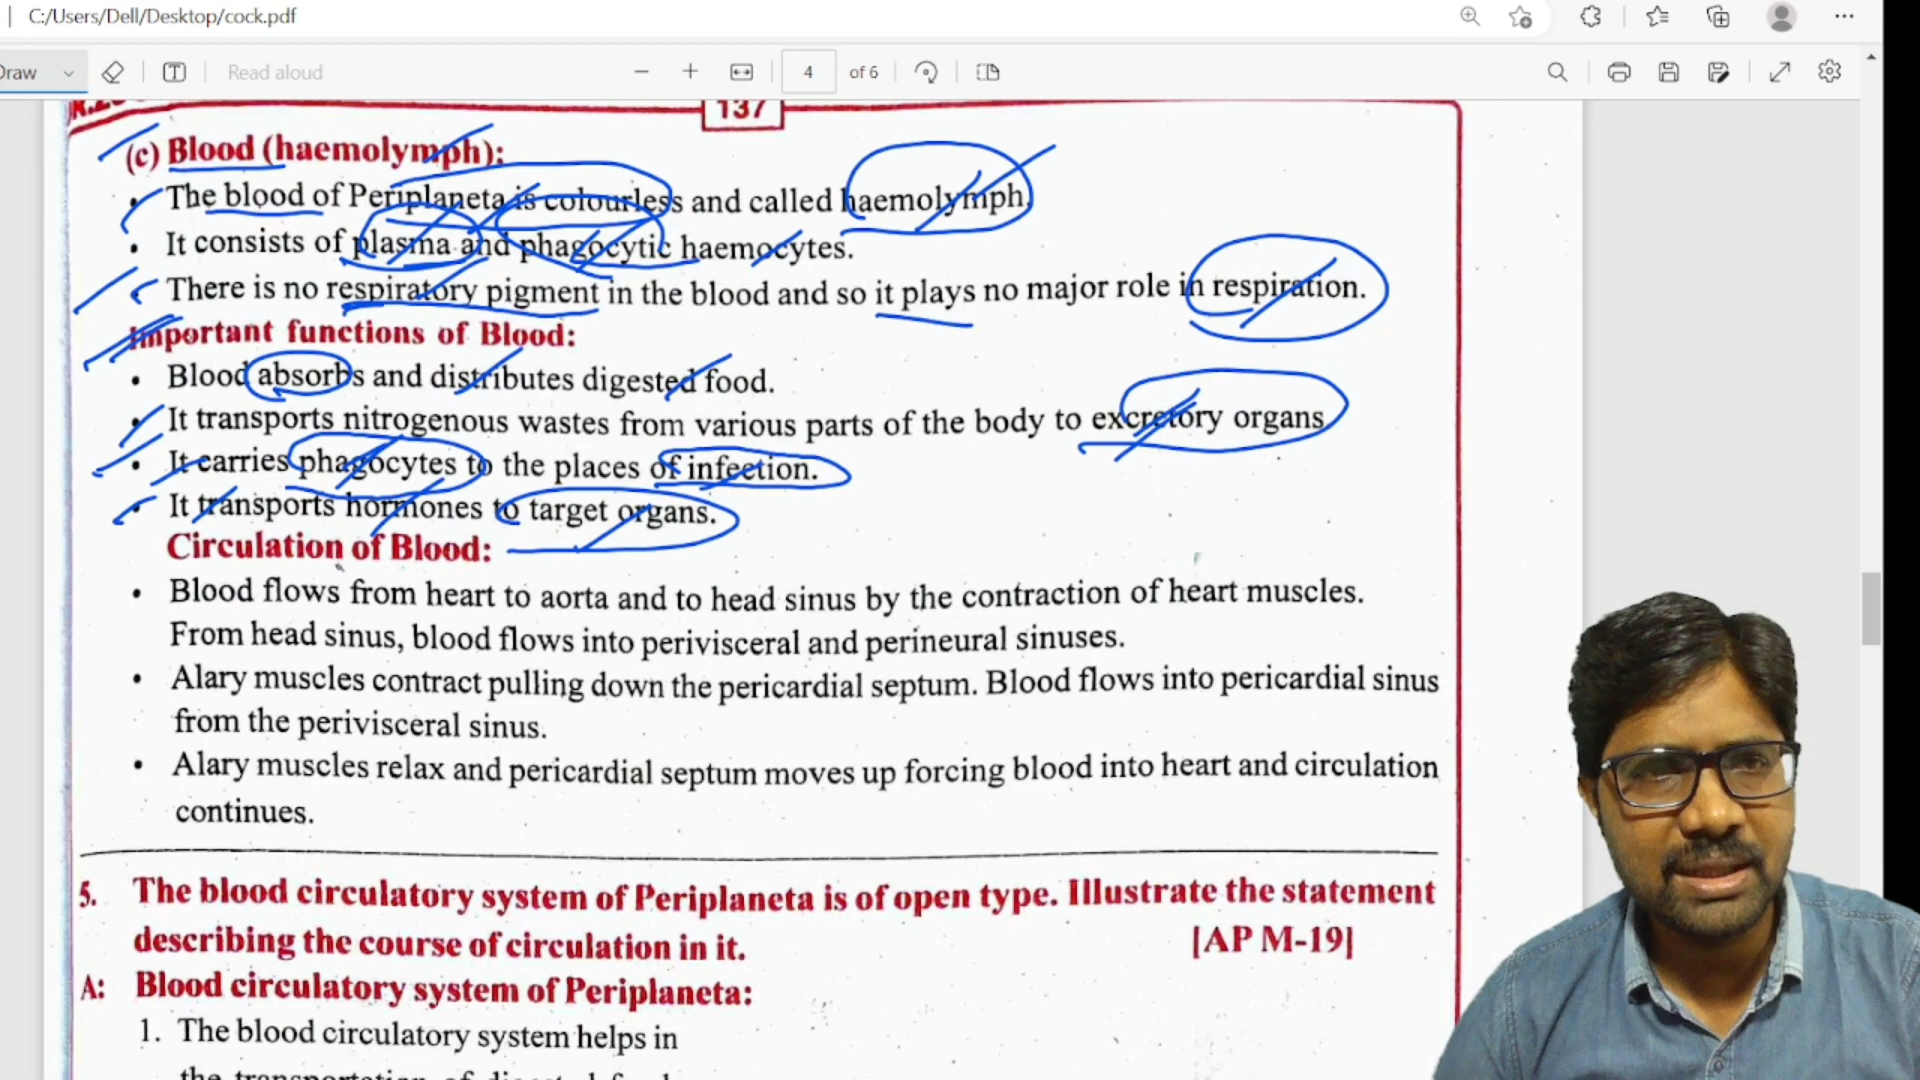 C:/Users/Dell/Desktop/cock.pdf
Draw
Read aloud
4 of 6
137
(c) Blood (haemolymph):
• The blood of Periplaneta is colourless and called haemolymph.
• It consists of plasma and phagocytic haemocytes.
• There is no respiratory pigment in the blood and so it plays no major role in respiration.
Important functions of Blood:
• Blood absorbs and distributes digested food.
• It transports nitrogenous wastes from various parts of the body to excretory organs
• It carries phagocytes to the places of infection.
• It transports hormones to target organs.
Circulation of Blood:
• Blood flows from heart to aorta and to head sinus by the contraction of heart muscles.
From head sinus, blood flows into perivisceral and perineural sinuses.
• Alary muscles contract pulling down the pericardial septum. Blood flows into pericardial sinus
from the perivisceral sinus.
• Alary muscles relax and pericardial septum moves up forcing blood into heart and circulation
continues.
5. The blood circulatory system of Periplaneta is of open type. Illustrate the statement
describing the course of circulation in it. [AP M-19]
A: Blood circulatory system of Periplaneta:
1. The blood circulatory system helps in